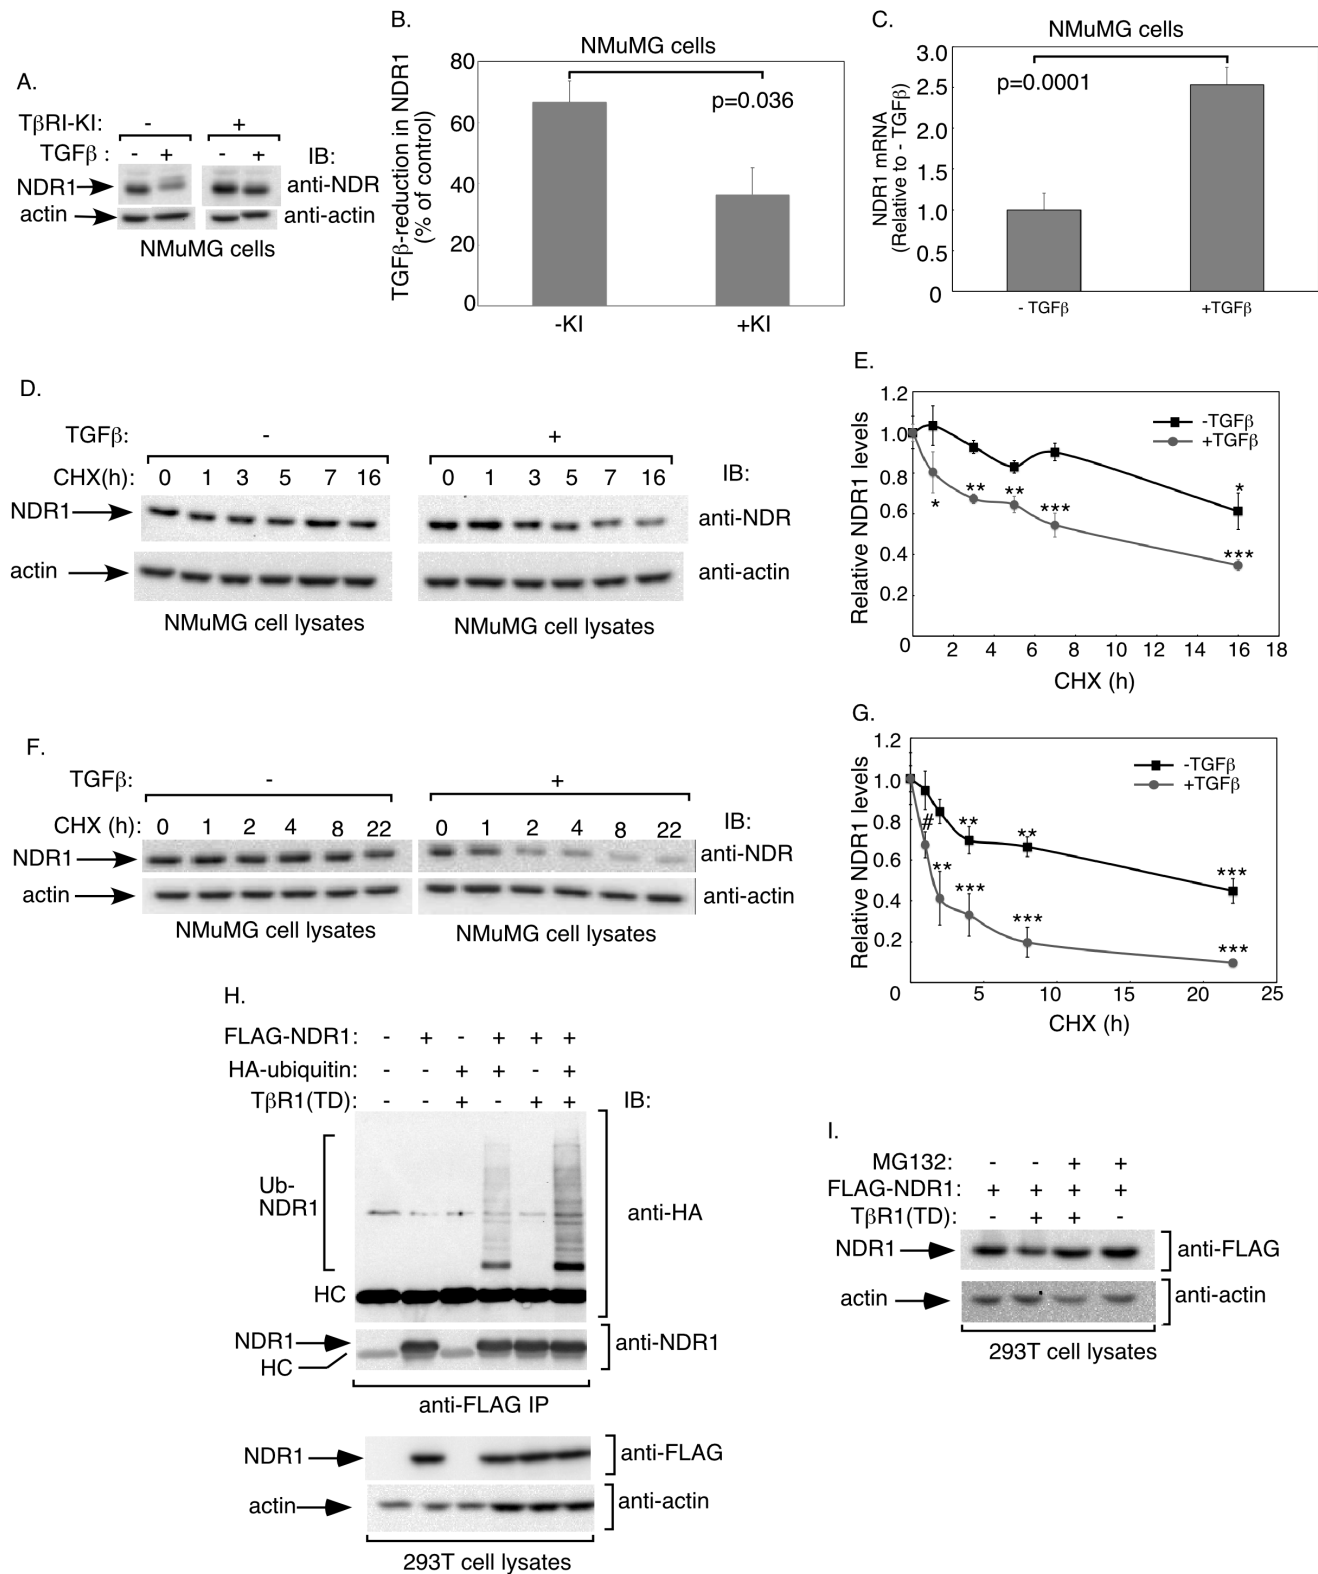 A.
TβRI-KI: - +
TGFβ : - + - + IB:
NDR1 anti-NDR
actin anti-actin
NMuMG cells
B.
NMuMG cells
TGFβ-reduction in NDR1
(% of control)
80
60
40
20
0
p=0.036
-KI +KI
C.
NMuMG cells
NDR1 mRNA
(Relative to - TGFβ)
3.0
2.5
2.0
1.5
1.0
0.5
0
p=0.0001
- TGFβ +TGFβ
D.
TGFβ: - +
CHX(h): 0 1 3 5 7 16 0 1 3 5 7 16 IB:
NDR1 anti-NDR
actin anti-actin
NMuMG cell lysates NMuMG cell lysates
E.
Relative NDR1 levels
1.2
1.0
0.8
0.6
0.4
0.2
0 2 4 6 8 10 12 14 16 18
CHX (h)
-TGFβ
+TGFβ
* ** ** *** * ***
F.
TGFβ: - +
CHX (h): 0 1 2 4 8 22 0 1 2 4 8 22 IB:
NDR1 anti-NDR
actin anti-actin
NMuMG cell lysates NMuMG cell lysates
G.
Relative NDR1 levels
1.2
1.0
0.8
0.6
0.4
0.2
0 5 10 15 20 25
CHX (h)
-TGFβ
+TGFβ
# ** ** ***
** *** *** ***
H.
FLAG-NDR1: - + - + + +
HA-ubiquitin: - - + + - +
TβR1(TD): - - + - + + IB:
Ub-
NDR1
anti-HA
HC
NDR1 anti-NDR1
HC
anti-FLAG IP
NDR1 anti-FLAG
actin anti-actin
293T cell lysates
I.
MG132: - - + +
FLAG-NDR1: + + + +
TβR1(TD): - + + -
NDR1 anti-FLAG
actin anti-actin
293T cell lysates